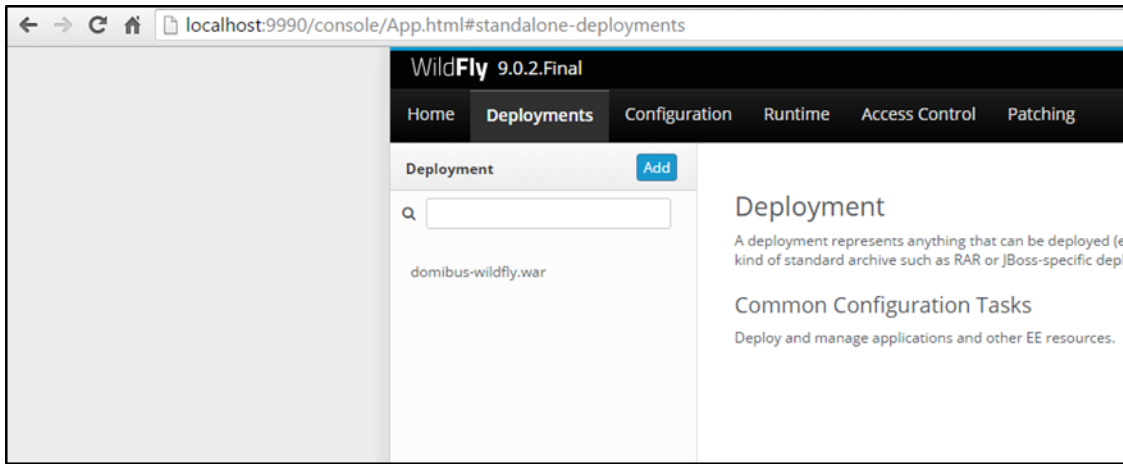 localhost:9990/console/App.html#standalone-deployments
WildFly 9.0.2.Final
Home Deployments Configuration Runtime Access Control Patching
Deployment Add
domibus-wildfly.war
Deployment
A deployment represents anything that can be deployed (e
kind of standard archive such as RAR or JBoss-specific dep
Common Configuration Tasks
Deploy and manage applications and other EE resources.